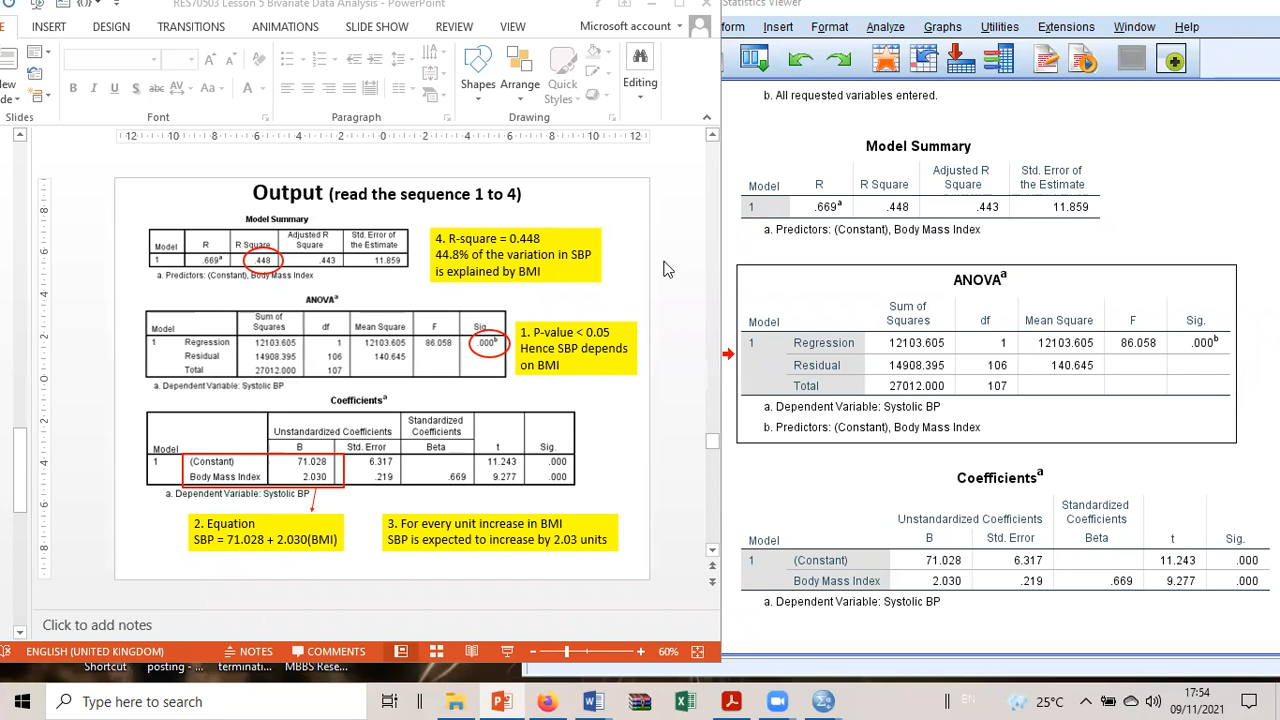 RES70503 Lesson 5 Bivariate Data Analysis - PowerPoint
Statistics Viewer
DESIGN TRANSITIONS ANIMATIONS SLIDE SHOW REVIEW VIEW Microsoft account
Insert Analyze Graphs Utilities Extensions Window Help
Shapes Arrange Quick Styles Editing
Slides Font Paragraph Drawing
12 10 8 6 4 2 0 2 4 6 8 10 12
Output (read the sequence 1 to 4)
Model Summary
Model R R Square Adjusted R Square Std. Error of the Estimate
1 .669a .448 .443 11.859
a. Predictors: (Constant), Body Mass Index
4. R-square = 0.448
44.8% of the variation in SBP
is explained by BMI
ANOVAa
Model Sum of Squares df Mean Square F Sig.
1 Regression 12103.605 1 12103.605 86.058 .000b
Residual 14908.395 106 140.645
Total 27012.000 107
a. Dependent Variable: Systolic BP
1. P-value < 0.05
Hence SBP depends
on BMI
Coefficientsa
Model Unstandardized Coefficients Standardized Coefficients
B Std. Error Beta t Sig.
1 (Constant) 71.028 6.317 11.243 .000
Body Mass Index 2.030 .219 .669 9.277 .000
a. Dependent Variable: Systolic BP
2. Equation
SBP = 71.028 + 2.030(BMI)
3. For every unit increase in BMI
SBP is expected to increase by 2.03 units
Click to add notes
ENGLISH (UNITED KINGDOM) NOTES COMMENTS 60%
b. All requested variables entered.
Model Summary
Model R R Square Adjusted R Square Std. Error of the Estimate
1 .669a .448 .443 11.859
a. Predictors: (Constant), Body Mass Index
ANOVAa
Model Sum of Squares df Mean Square F Sig.
1 Regression 12103.605 1 12103.605 86.058 .000b
Residual 14908.395 106 140.645
Total 27012.000 107
a. Dependent Variable: Systolic BP
b. Predictors: (Constant), Body Mass Index
Coefficientsa
Model Unstandardized Coefficients Standardized Coefficients
B Std. Error Beta t Sig.
1 (Constant) 71.028 6.317 11.243 .000
Body Mass Index 2.030 .219 .669 9.277 .000
a. Dependent Variable: Systolic BP
Shortcut posting - ... terminati... MBBS Rese...
Type here to search
EN 25°C 17:54
09/11/2021